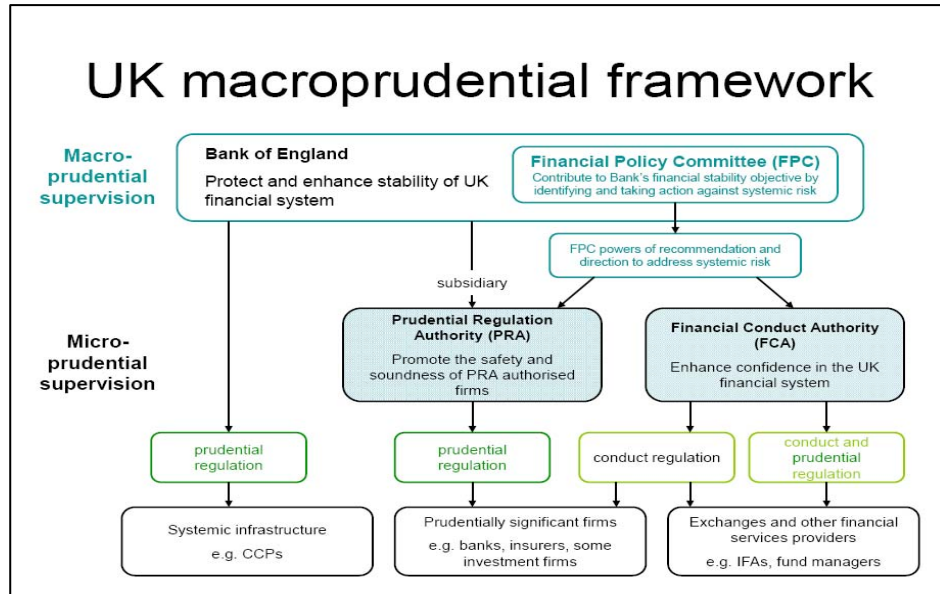 UK macroprudential framework
Macro-
prudential
supervision
Bank of England
Protect and enhance stability of UK
financial system
Financial Policy Committee (FPC)
Contribute to Bank's financial stability objective by
identifying and taking action against systemic risk
FPC powers of recommendation and
direction to address systemic risk
subsidiary
Micro-
prudential
supervision
Prudential Regulation
Authority (PRA)
Promote the safety and
soundness of PRA authorised
firms
Financial Conduct Authority
(FCA)
Enhance confidence in the UK
financial system
prudential
regulation
prudential
regulation
conduct regulation
conduct and
prudential
regulation
Systemic infrastructure
e.g. CCPs
Prudentially significant firms
e.g. banks, insurers, some
investment firms
Exchanges and other financial
services providers
e.g. IFAs, fund managers